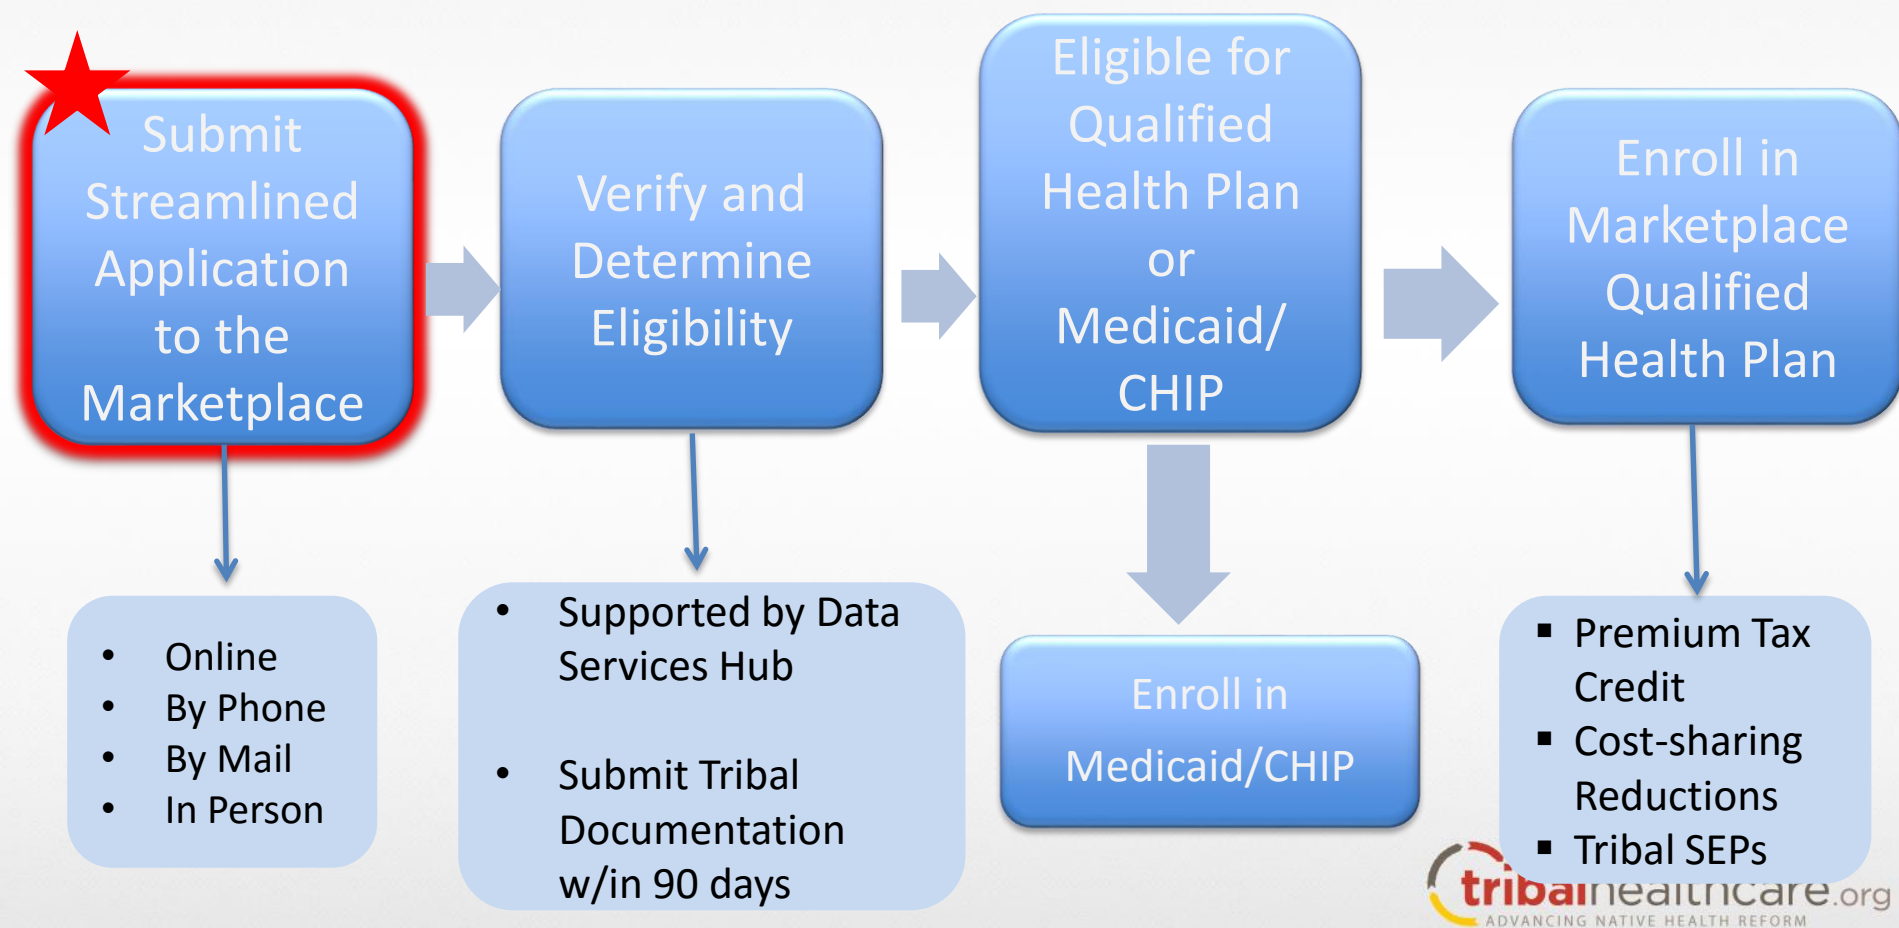 Submit
Streamlined
Application
to the
Marketplace
Verify and
Determine
Eligibility
Eligible for
Qualified
Health Plan
or
Medicaid/
CHIP
Enroll in
Marketplace
Qualified
Health Plan
• Online
• By Phone
• By Mail
• In Person
• Supported by Data
Services Hub
• Submit Tribal
Documentation
w/in 90 days
Enroll in
Medicaid/CHIP
▪ Premium Tax
Credit
▪ Cost-sharing
Reductions
▪ Tribal SEPs
tribalhealthcare.org
ADVANCING NATIVE HEALTH REFORM